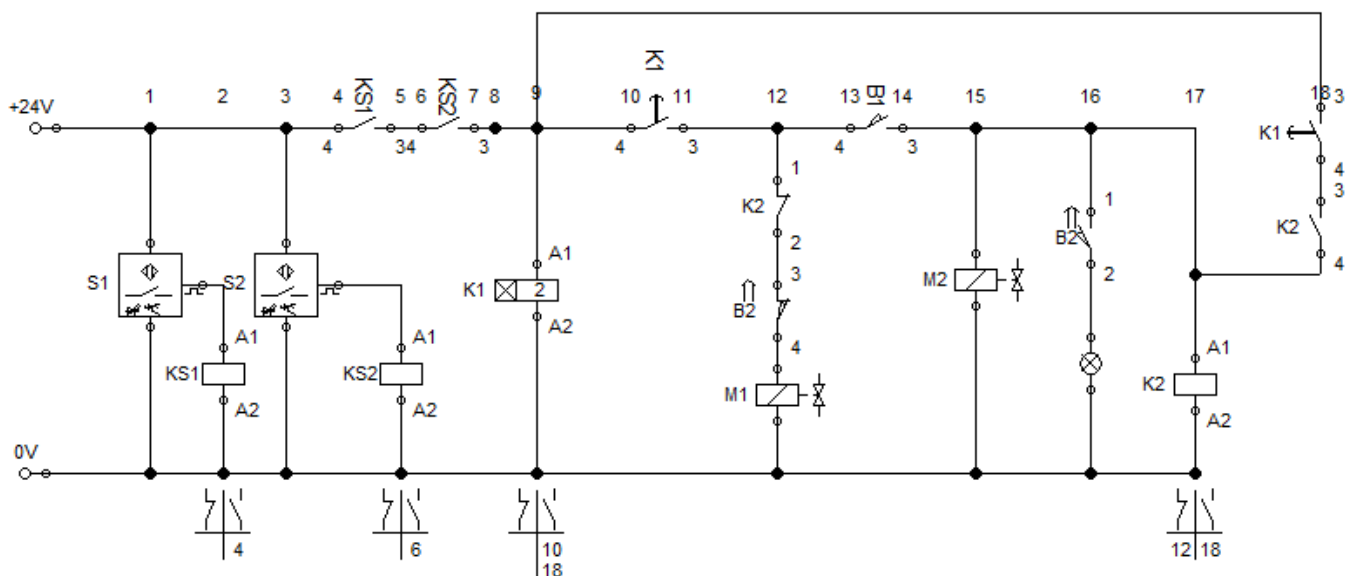 K1
1 2 3 4 KS1 5 6 KS2 7 8 9 10 11 12 13 B1 14 15 16 17 18 3
+24V
K1
4 34 3 4 3 4 3
4
1 3
K2 1 K2
B2
2 2 4
A1 3
S1 S2 M2
K1 2 B2
A2
A1 A1 4 A1
KS1 KS2 M1 K2
A2 A2 A2
0V
4 6 10 12 18
18